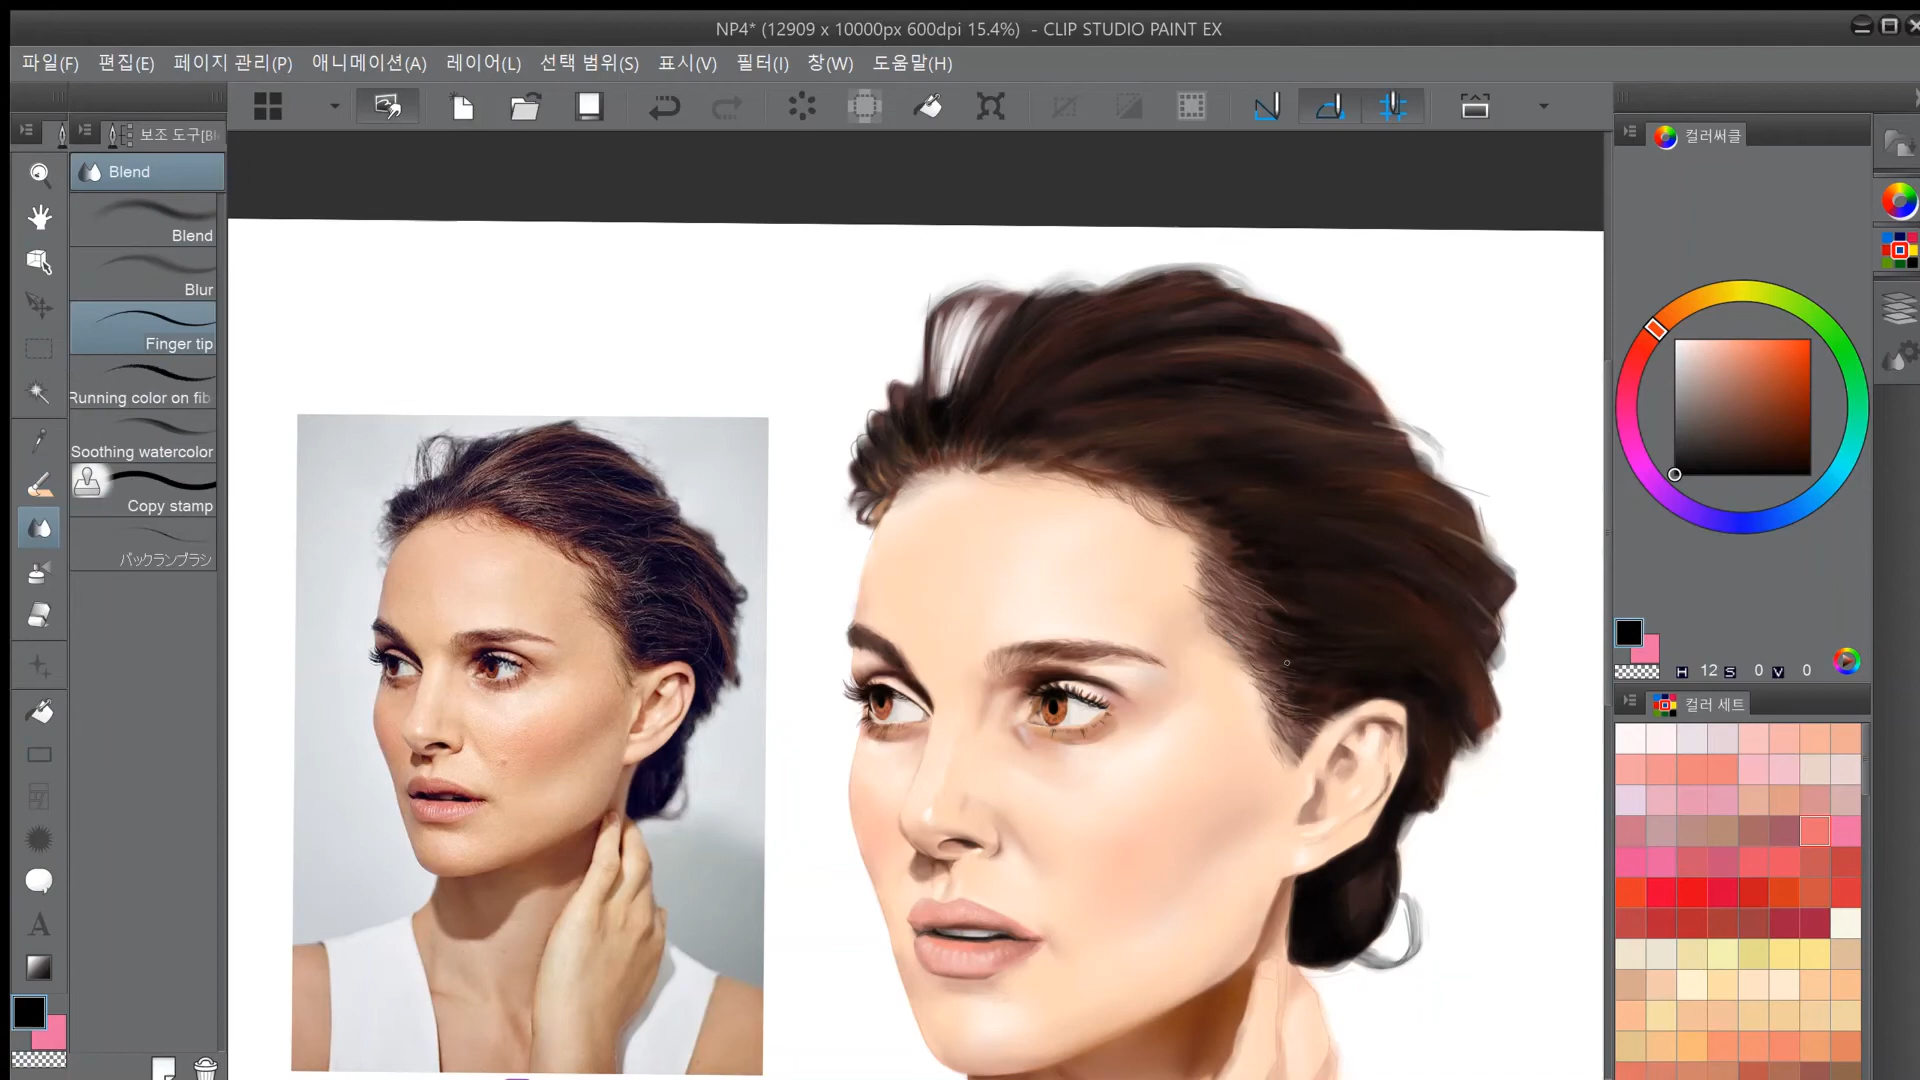 NP4* (12909 x 10000px 600dpi 15.4%) - CLIP STUDIO PAINT EX
파일(F) 편집(E) 페이지 관리(P) 애니메이션(A) 레이어(L) 선택 범위(S) 표시(V) 필터(I) 창(W) 도움말(H)
보조 도구[Bl
컬러써클
Blend
Blend
Blur
Finger tip
Running color on fib
Soothing watercolor
Copy stamp
バックランブラシ
H 12 S 0 V 0
컬러 세트
A